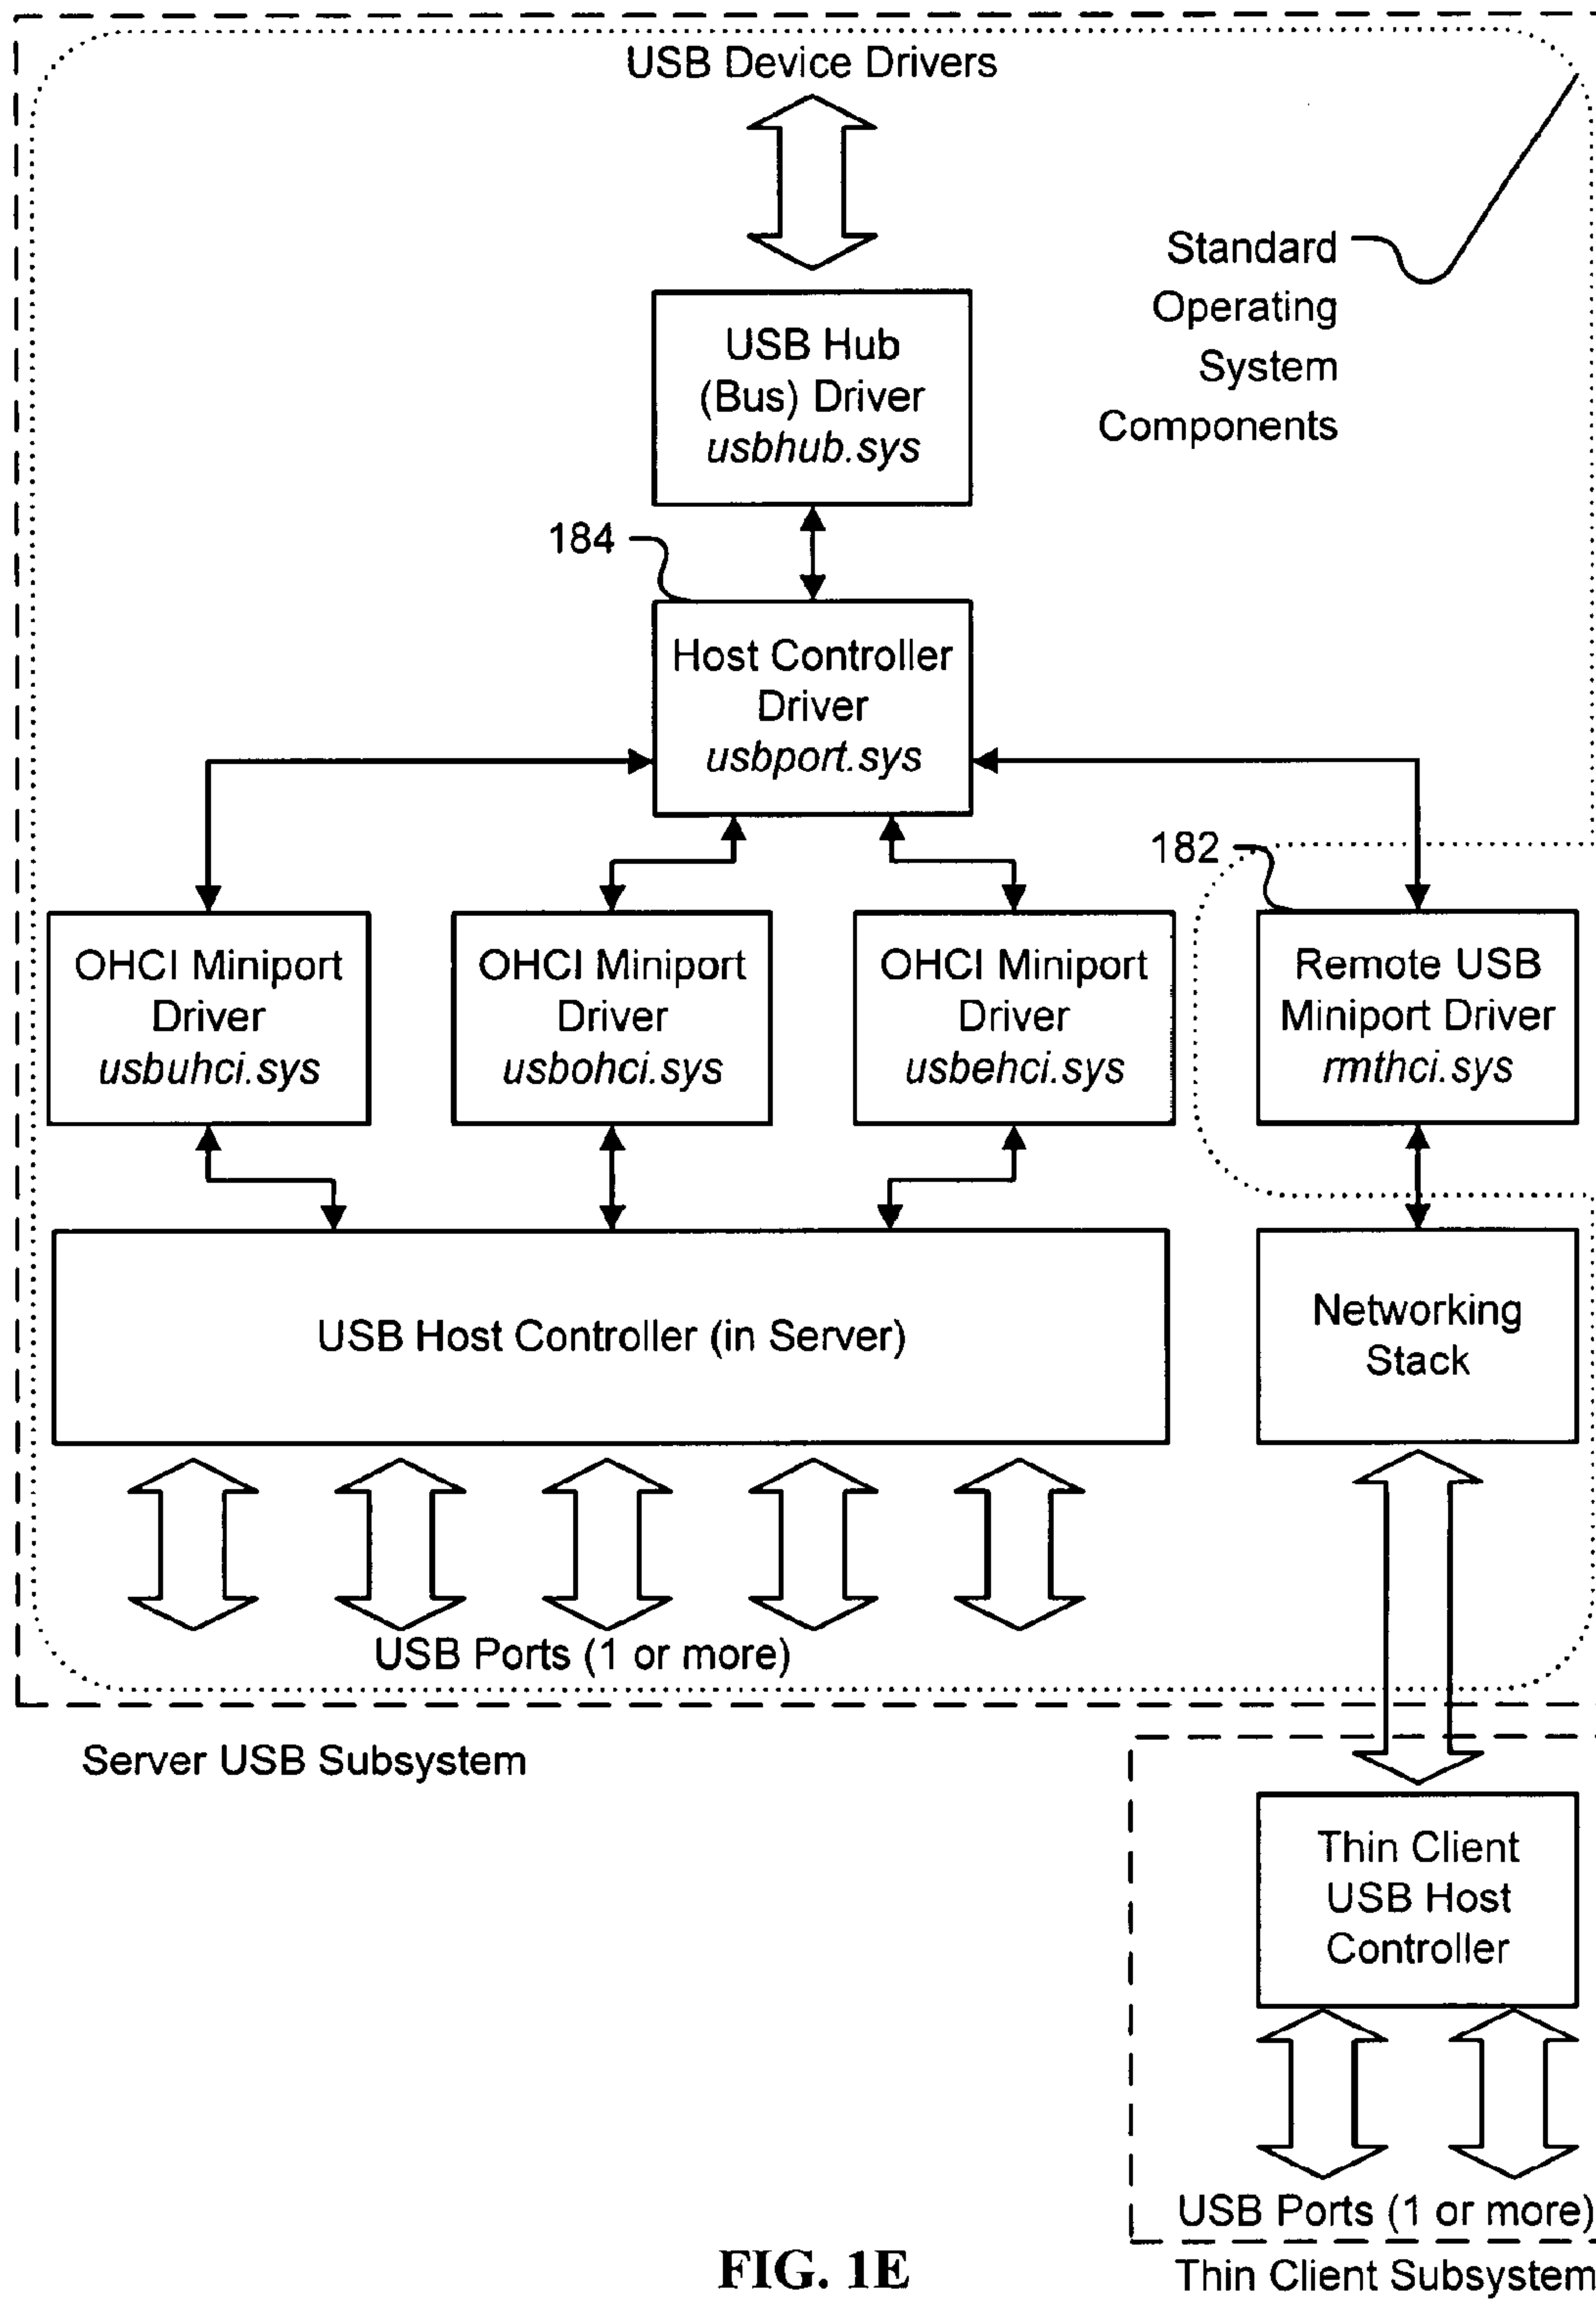 USB Device Drivers
Standard
Operating
System
Components
USB Hub
(Bus) Driver
usbhub.sys
184
Host Controller
Driver
usbport.sys
182
OHCI Miniport
Driver
usbuhci.sys
OHCI Miniport
Driver
usbohci.sys
OHCI Miniport
Driver
usbehci.sys
Remote USB
Miniport Driver
rmthci.sys
USB Host Controller (in Server)
Networking
Stack
USB Ports (1 or more)
Server USB Subsystem
Thin Client
USB Host
Controller
USB Ports (1 or more)
Thin Client Subsystem
FIG. 1E